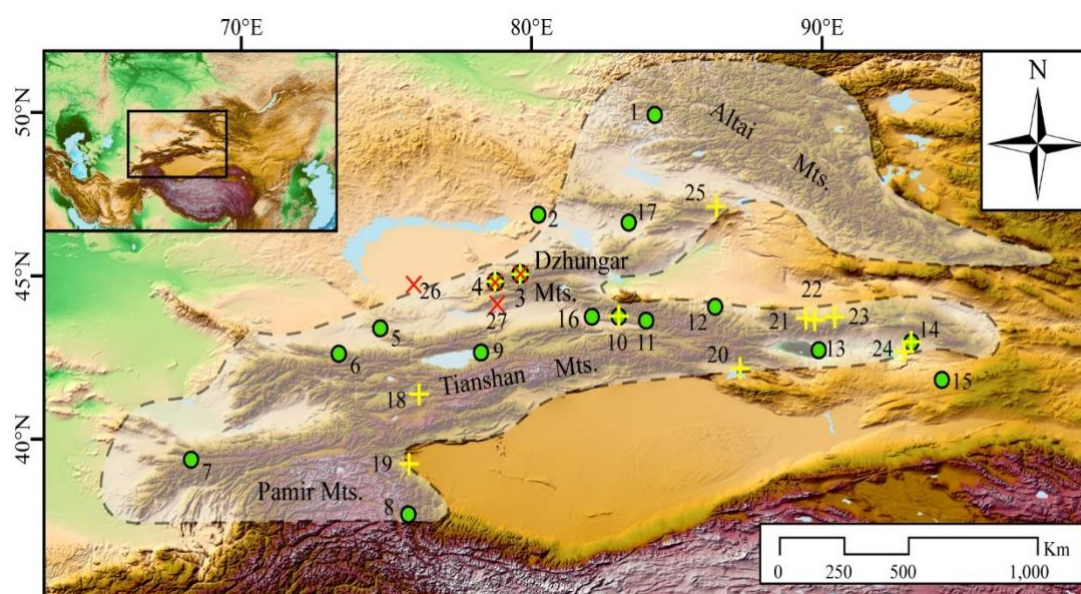 70°E 80°E 90°E
N
50°N
1
Altai
Mts.
25
2 17
45°N
Dzhungar
4 3 Mts.
26
27
22
16 12 21 23
5 10 11 14
6 9 13 24
20
Tianshan Mts.
15
18
40°N
7 19
Pamir Mts.
8
Km
0 250 500 1,000